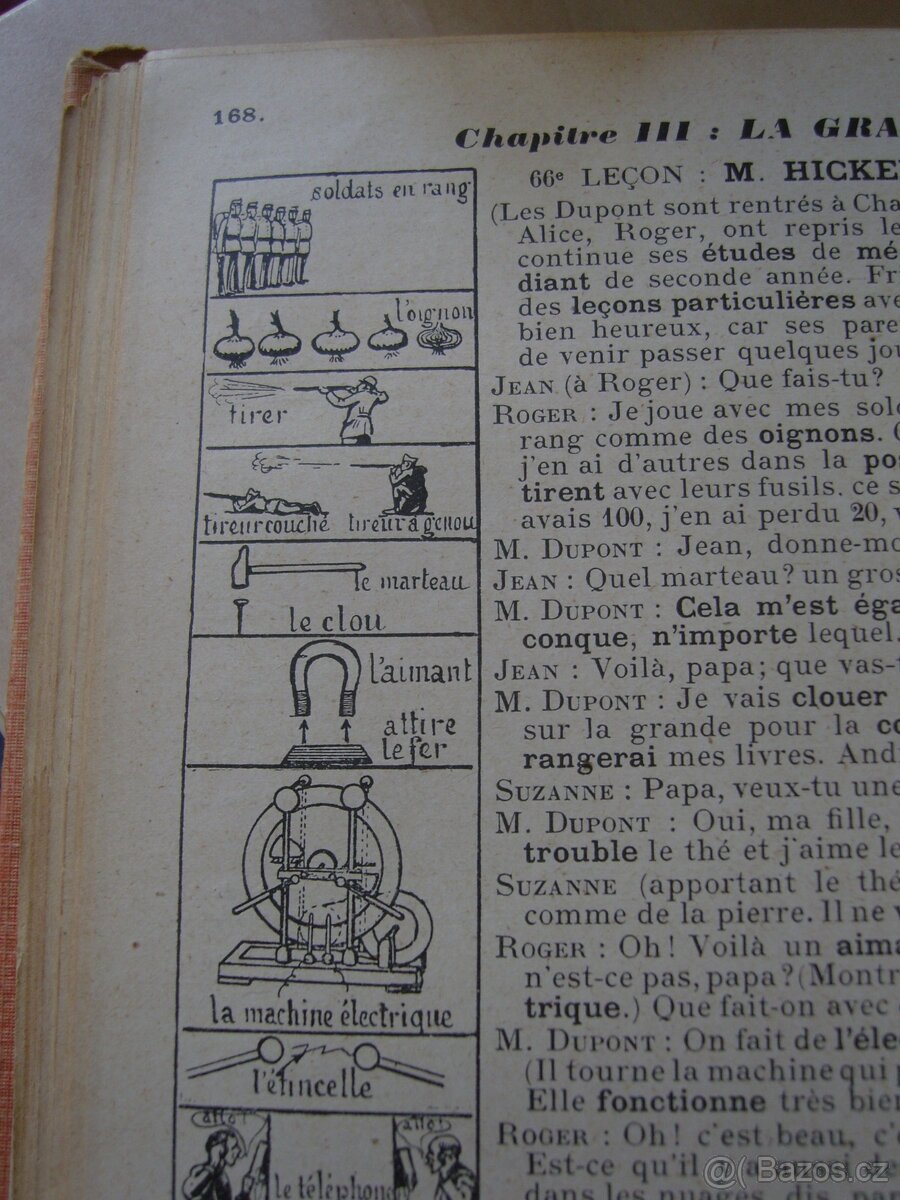 168.
Chapitre III : LA GRA
soldats en rang
l'oignon
tirer
tireur couché tireur à genou
le marteau
le clou
l'aimant
attire
le fer
la machine électrique
l'étincelle
allo!
allo!
le téléphone
66e LEÇON : M. HICKE
(Les Dupont sont rentrés à Cha
Alice, Roger, ont repris le
continue ses études de mé
diant de seconde année. Fr
des leçons particulières ave
bien heureux, car ses pare
de venir passer quelques jou
JEAN (à Roger) : Que fais-tu?
ROGER : Je joue avec mes sol
rang comme des oignons.
j'en ai d'autres dans la po
tirent avec leurs fusils. ce s
avais 100, j'en ai perdu 20, v
M. DUPONT : Jean, donne-mo
JEAN : Quel marteau? un gros
M. DUPONT : Cela m'est éga
conque, n'importe lequel.
JEAN : Voilà, papa; que vas-t
M. DUPONT : Je vais clouer
sur la grande pour la co
rangerai mes livres. And
SUZANNE : Papa, veux-tu une
M. DUPONT : Oui, ma fille,
trouble le thé et j'aime le
SUZANNE (apportant le thé
comme de la pierre. Il ne v
ROGER : Oh! Voilà un aima
n'est-ce pas, papa? (Montr
trique.) Que fait-on avec
M. DUPONT : On fait de l'éle
(Il tourne la machine qui p
Elle fonctionne très bien
ROGER : Oh! c'est beau, c'
Est-ce qu'il y a aussi de
dans les nuages
@ Bazos.cz